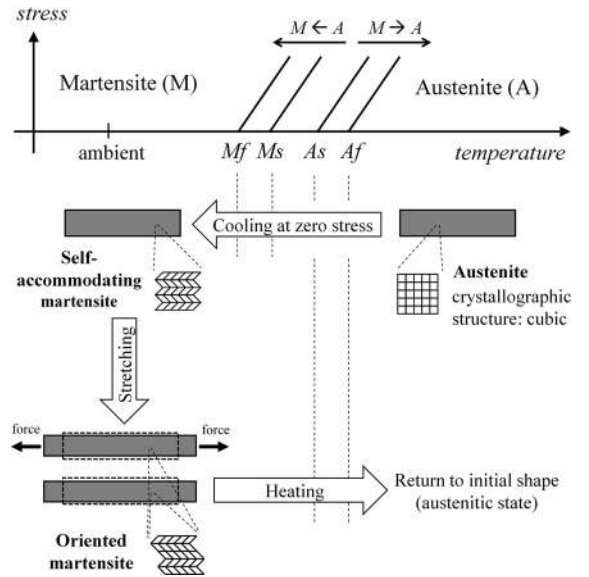 stress
M ← A
M → A
Martensite (M)
Austenite (A)
ambient
Mf
Ms
As
Af
temperature
Cooling at zero stress
Self-
accommodating
martensite
Austenite
crystallographic
structure: cubic
Stretching
force
force
Heating
Return to initial shape
(austenitic state)
Oriented
martensite